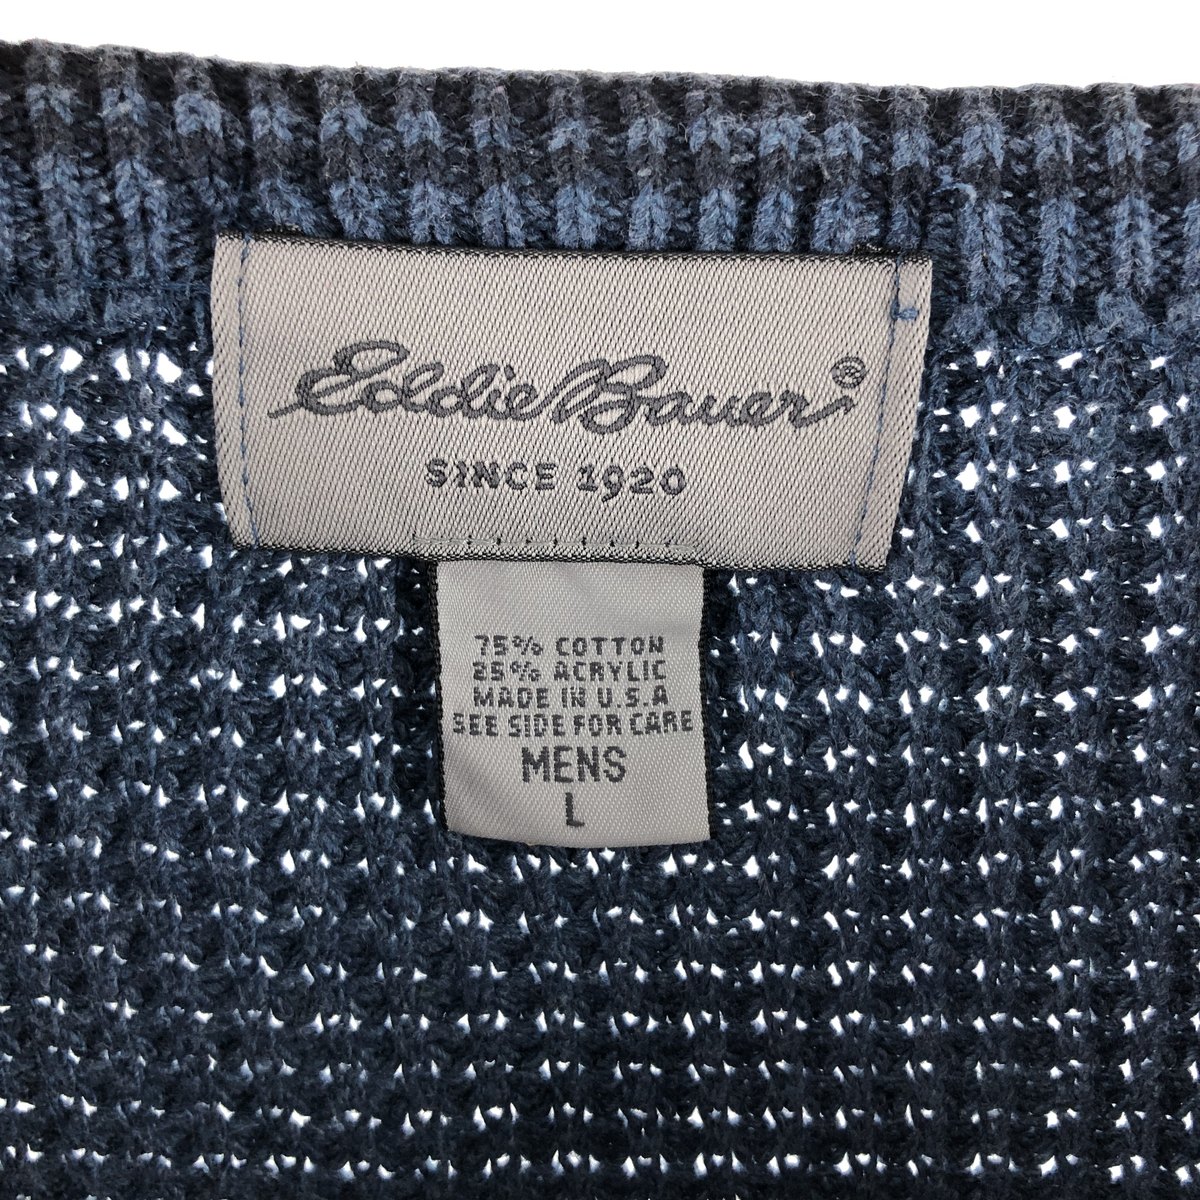 Eddie Bauer®
SINCE 1920
75% COTTON
25% ACRYLIC
MADE IN U.S.A
SEE SIDE FOR CARE
MENS
L